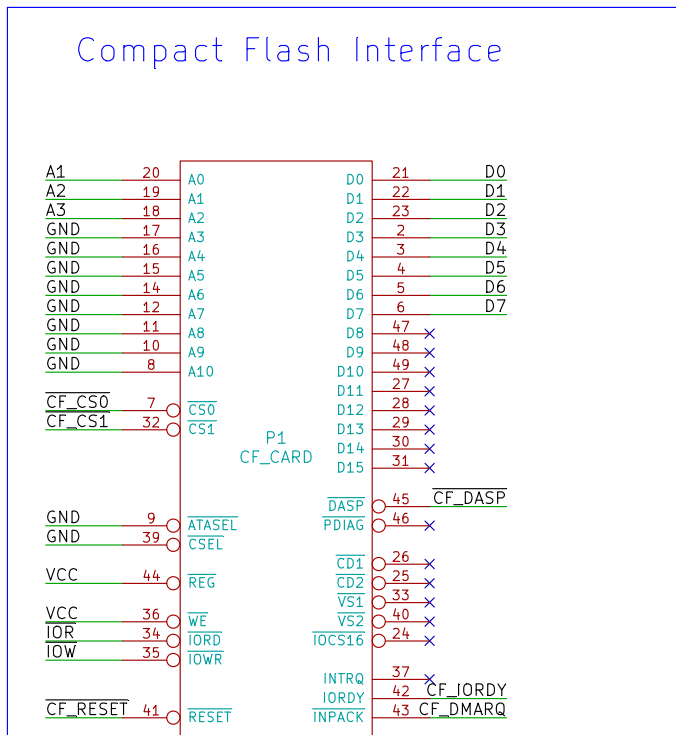 Compact Flash Interface
A1 20 A0 D0 21 D0
A2 19 A1 D1 22 D1
A3 18 A2 D2 23 D2
GND 17 A3 D3 2 D3
GND 16 A4 D4 3 D4
GND 15 A5 D5 4 D5
GND 14 A6 D6 5 D6
GND 12 A7 D7 6 D7
GND 11 A8 D8 47
GND 10 A9 D9 48
GND 8 A10 D10 49
D11 27
CF_CS0 7 CS0 D12 28
CF_CS1 32 CS1 D13 29
P1 D14 30
CF_CARD D15 31
DASP 45 CF_DASP
GND 9 ATASEL PDIAG 46
GND 39 CSEL
CD1 26
VCC 44 REG CD2 25
VS1 33
VCC 36 WE VS2 40
IOR 34 IORD IOCS16 24
IOW 35 IOWR
INTRQ 37
IORDY 42 CF_IORDY
CF_RESET 41 RESET INPACK 43 CF_DMARQ